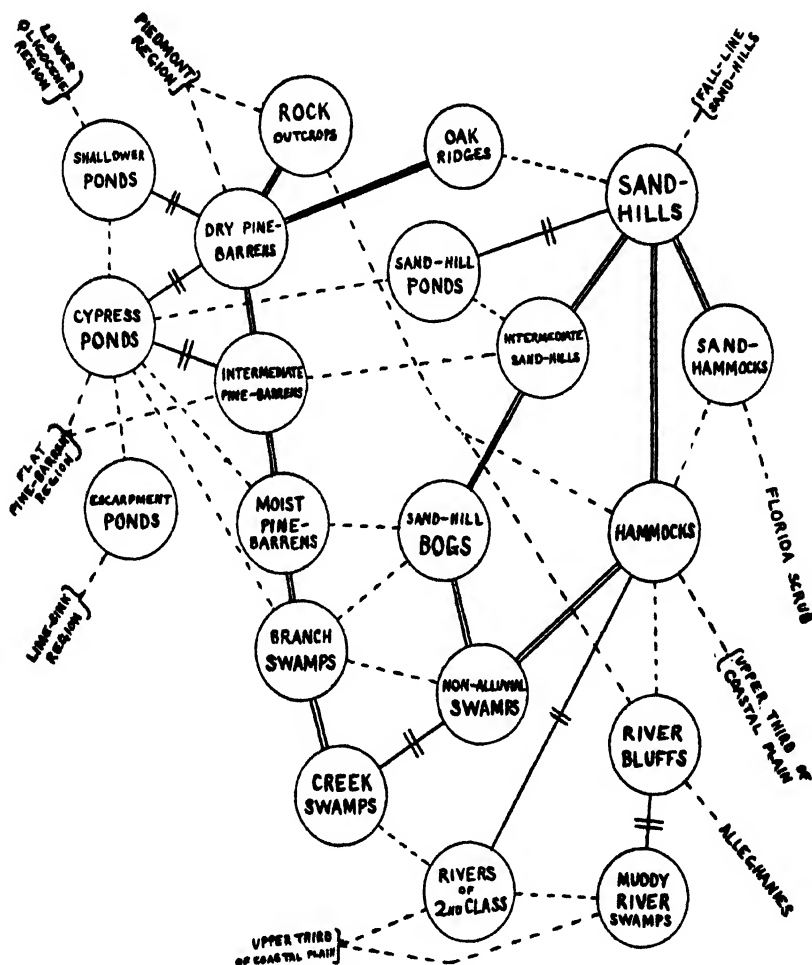 LOWER
OLIGOCENE
REGION
PIEDMONT
REGION
FALL-LINE
SAND-HILLS
ROCK
OUTCROPS
OAK
RIDGES
SHALLOWER
PONDS
SAND-
HILLS
DRY PINE-
BARRENS
SAND-HILL
PONDS
CYPRESS
PONDS
INTERMEDIATE
SAND-HILLS
SAND-
HAMMOCKS
INTERMEDIATE
PINE-BARRENS
FLAT
PINE-BARREN
REGION
ESCARPMENT
PONDS
MOIST
PINE-
BARRENS
SAND-HILL
BOGS
HAMMOCKS
FLORIDA SCRUB
LIME-SINK
REGION
BRANCH
SWAMPS
NON-ALLUVIAL
SWAMPS
UPPER THIRD OF
COASTAL PLAIN
RIVER
BLUFFS
CREEK
SWAMPS
ALLEGHANIES
RIVERS
OF
2ND CLASS
MUDDY
RIVER
SWAMPS
UPPER THIRD
OF COASTAL PLAIN